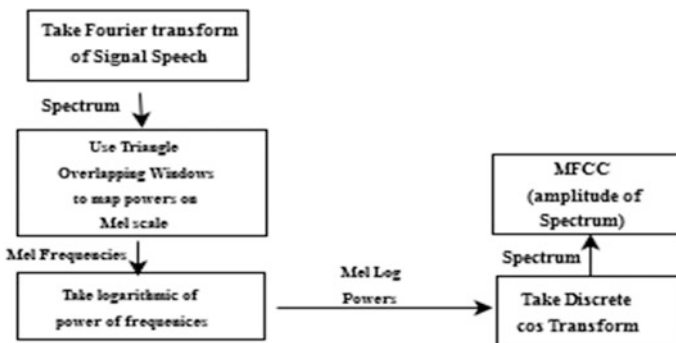 Take Fourier transform
of Signal Speech
Spectrum
Use Triangle
Overlapping Windows
to map powers on
Mel scale
Mel Frequencies
Take logarithmic of
power of frequenices
Mel Log
Powers
Take Discrete
cos Transform
Spectrum
MFCC
(amplitude of
Spectrum)